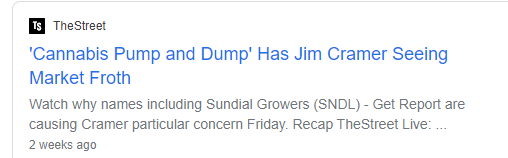 TS TheStreet
'Cannabis Pump and Dump' Has Jim Cramer Seeing
Market Froth
Watch why names including Sundial Growers (SNDL) - Get Report are
causing Cramer particular concern Friday. Recap TheStreet Live: ...
2 weeks ago